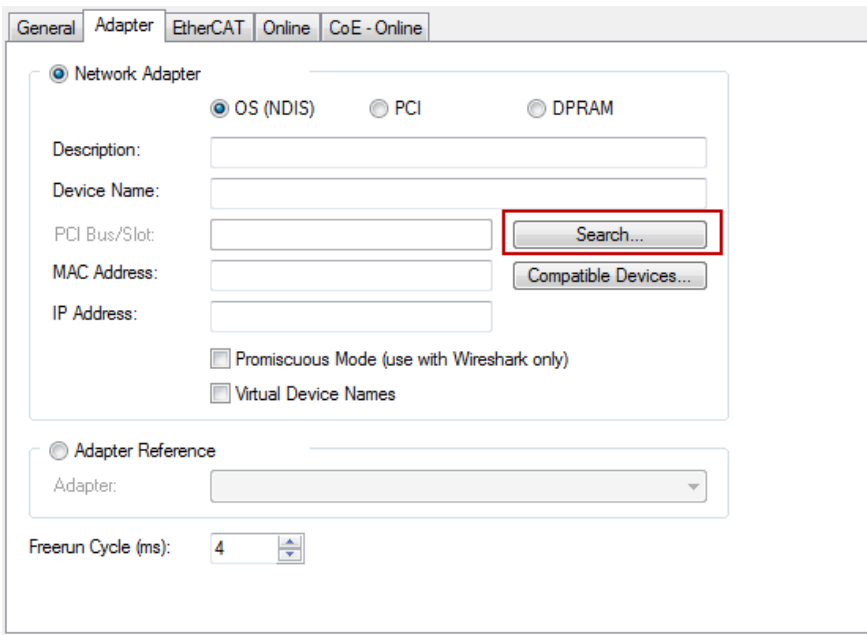 General Adapter EtherCAT Online CoE - Online
Network Adapter
OS (NDIS) PCI DPRAM
Description:
Device Name:
PCI Bus/Slot: Search...
MAC Address: Compatible Devices...
IP Address:
Promiscuous Mode (use with Wireshark only)
Virtual Device Names
Adapter Reference
Adapter:
Freerun Cycle (ms): 4